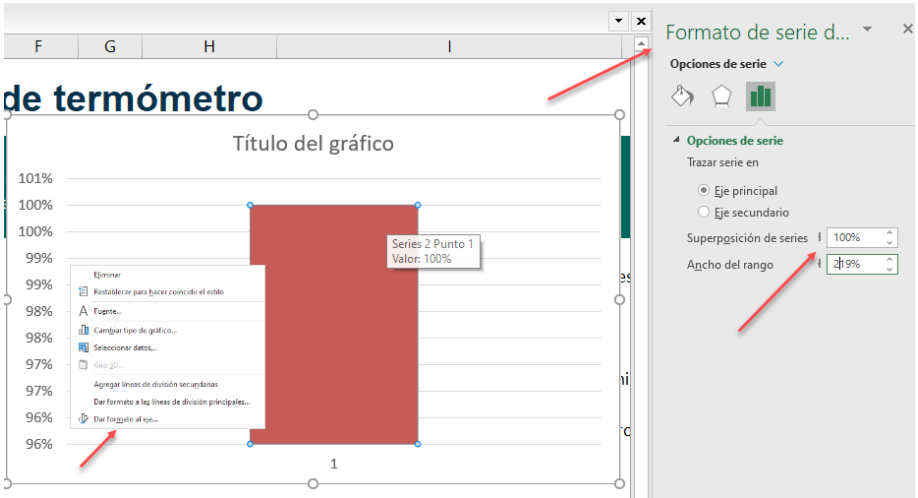 F G H I
de termómetro
Título del gráfico
101%
100%
100%
99%
99%
98%
98%
97%
97%
96%
96%
1
Series 2 Punto 1
Valor: 100%
Eliminar
Restablecer para hacer coincidir el estilo
Fuente...
Cambiar tipo de gráfico...
Seleccionar datos...
Giro 3D...
Agregar líneas de división secundarias
Dar formato a las líneas de división principales...
Dar formato al eje...
Formato de serie d...
Opciones de serie
Opciones de serie
Trazar serie en
Eje principal
Eje secundario
Superposición de series 100%
Ancho del rango 219%